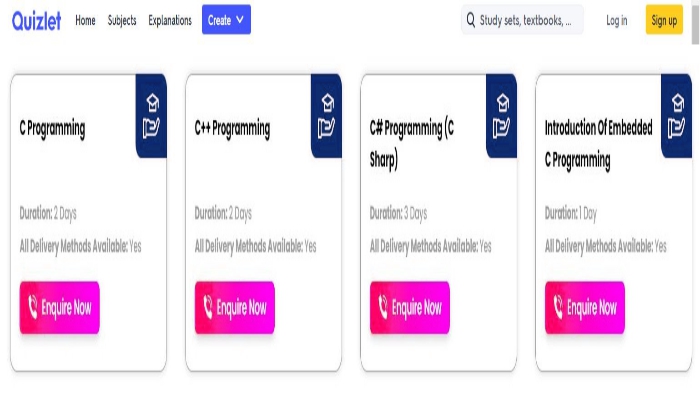 Quizlet Home Subjects Explanations Create Study sets, textbooks, ... Log in Sign up
C Programming
Duration: 2 Days
All Delivery Methods Available: Yes
Enquire Now
C++ Programming
Duration: 2 Days
All Delivery Methods Available: Yes
Enquire Now
C# Programming (C
Sharp)
Duration: 3 Days
All Delivery Methods Available: Yes
Enquire Now
Introduction Of Embedded
C Programming
Duration: 1 Day
All Delivery Methods Available: Yes
Enquire Now